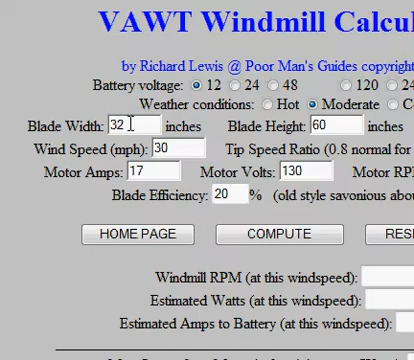 VAWT Windmill Calcu
by Richard Lewis @ Poor Man's Guides copyright
Battery voltage: 12 24 48 120 24
Weather conditions: Hot Moderate C
Blade Width: 32 inches Blade Height: 60 inches
Wind Speed (mph): 30 Tip Speed Ratio (0.8 normal for
Motor Amps: 17 Motor Volts: 130 Motor RP
Blade Efficiency: 20 % (old style savonious abou
HOME PAGE COMPUTE RESE
Windmill RPM (at this windspeed):
Estimated Watts (at this windspeed):
Estimated Amps to Battery (at this windspeed):